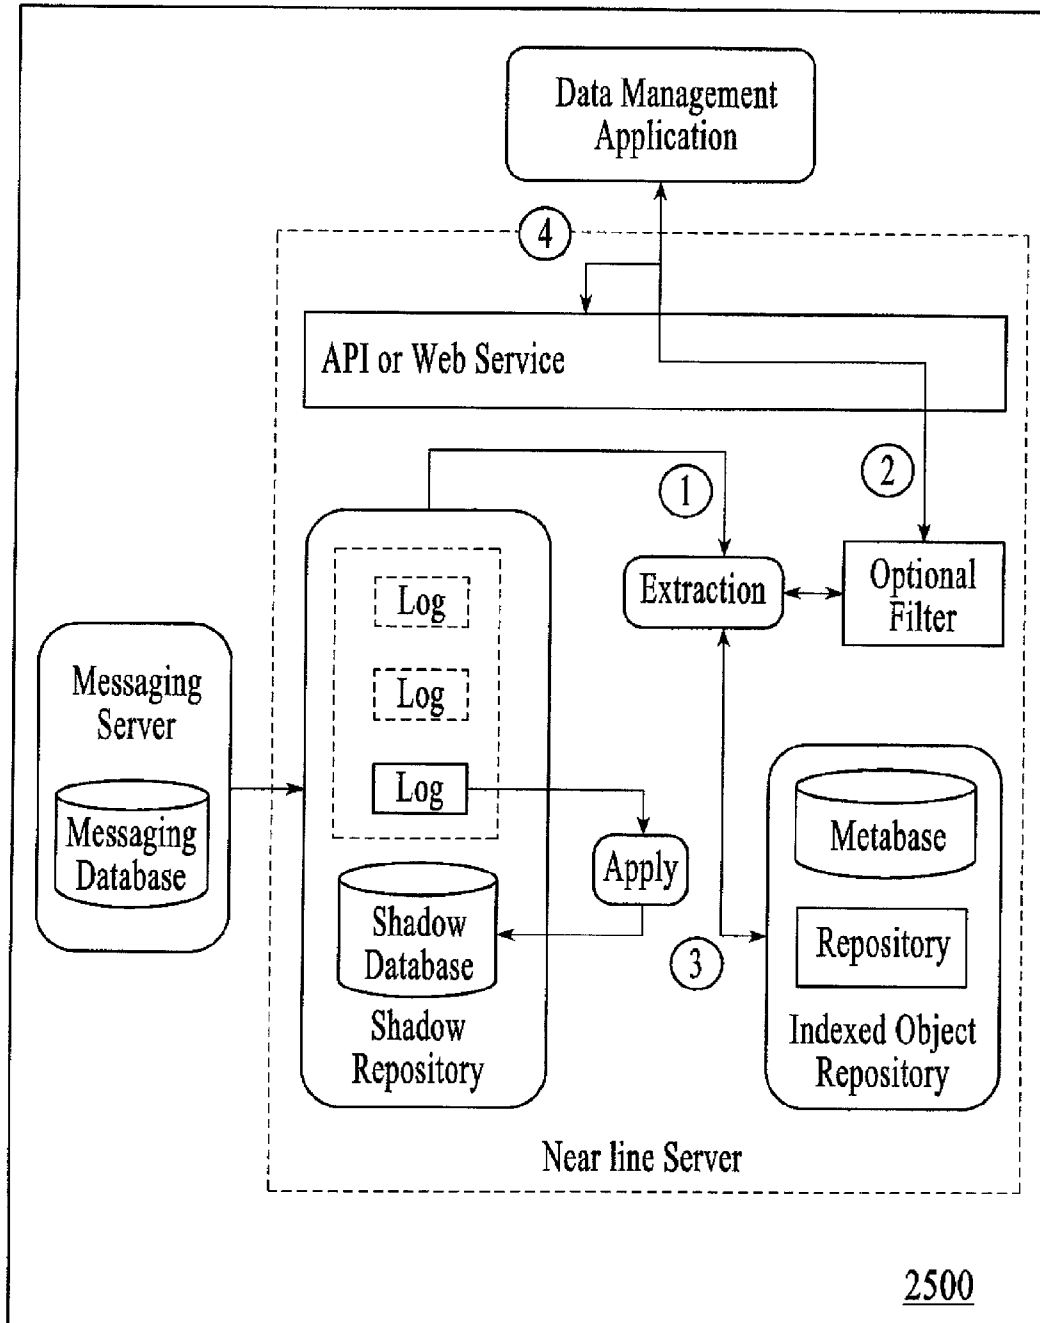 Data Management
Application
4
API or Web Service
1
2
Extraction
Optional
Filter
Log
Log
Log
Messaging
Server
Messaging
Database
Apply
Shadow
Database
Shadow
Repository
3
Metabase
Repository
Indexed Object
Repository
Near line Server
2500